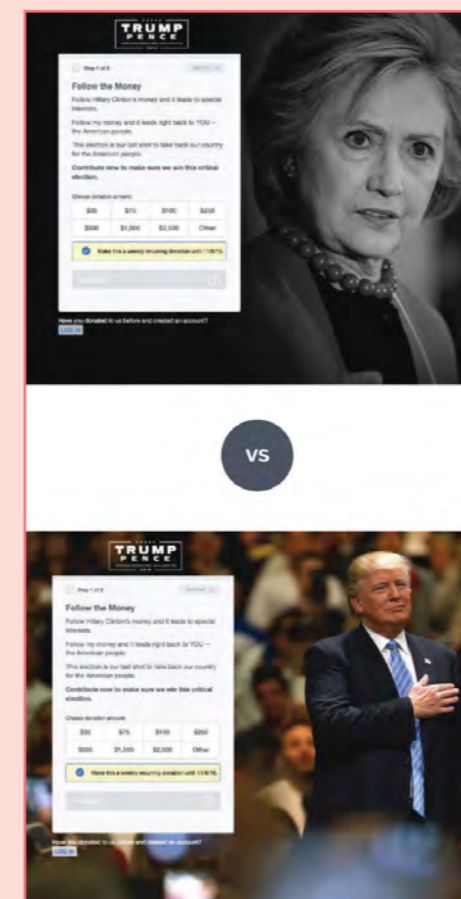 TRUMP
PENCE
Step 1 of 2
Follow the Money
Follow Hillary Clinton's money and it leads to special
interests.
Follow my money and it leads right back to YOU —
the American people.
This election is our last shot to take back our country
for the American people.
Contribute now to make sure we win this critical
election.
Choose donation amount:
$35 $75 $100 $250
$500 $1,000 $2,500 Other
Make this a weekly recurring donation until 11/8/16.
Have you donated to us before and created an account?
LOG IN
VS
TRUMP
PENCE
Step 1 of 2
Follow the Money
Follow Hillary Clinton's money and it leads to special
interests.
Follow my money and it leads right back to YOU —
the American people.
This election is our last shot to take back our country
for the American people.
Contribute now to make sure we win this critical
election.
Choose donation amount:
$35 $75 $100 $250
$500 $1,000 $2,500 Other
Make this a weekly recurring donation until 11/8/16.
Have you donated to us before and created an account?
LOG IN